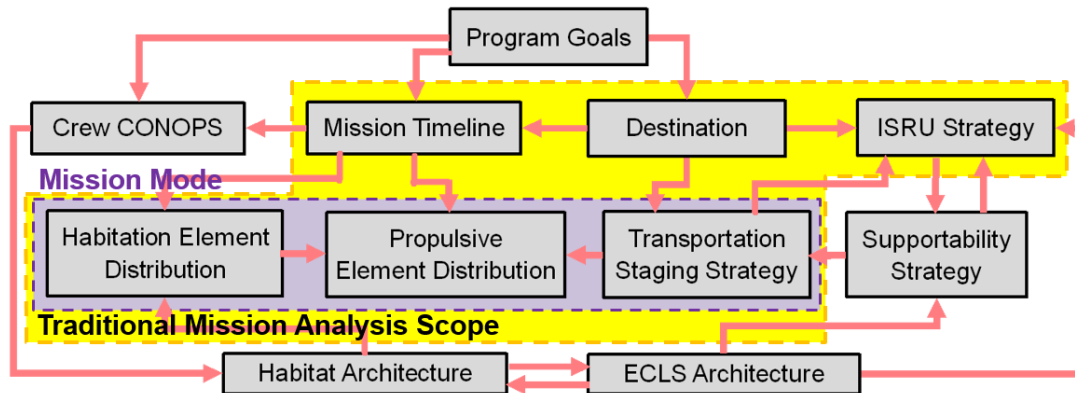 Program Goals
Crew CONOPS
Mission Timeline
Destination
ISRU Strategy
Mission Mode
Habitation Element
Distribution
Propulsive
Element Distribution
Transportation
Staging Strategy
Supportability
Strategy
Traditional Mission Analysis Scope
Habitat Architecture
ECLS Architecture